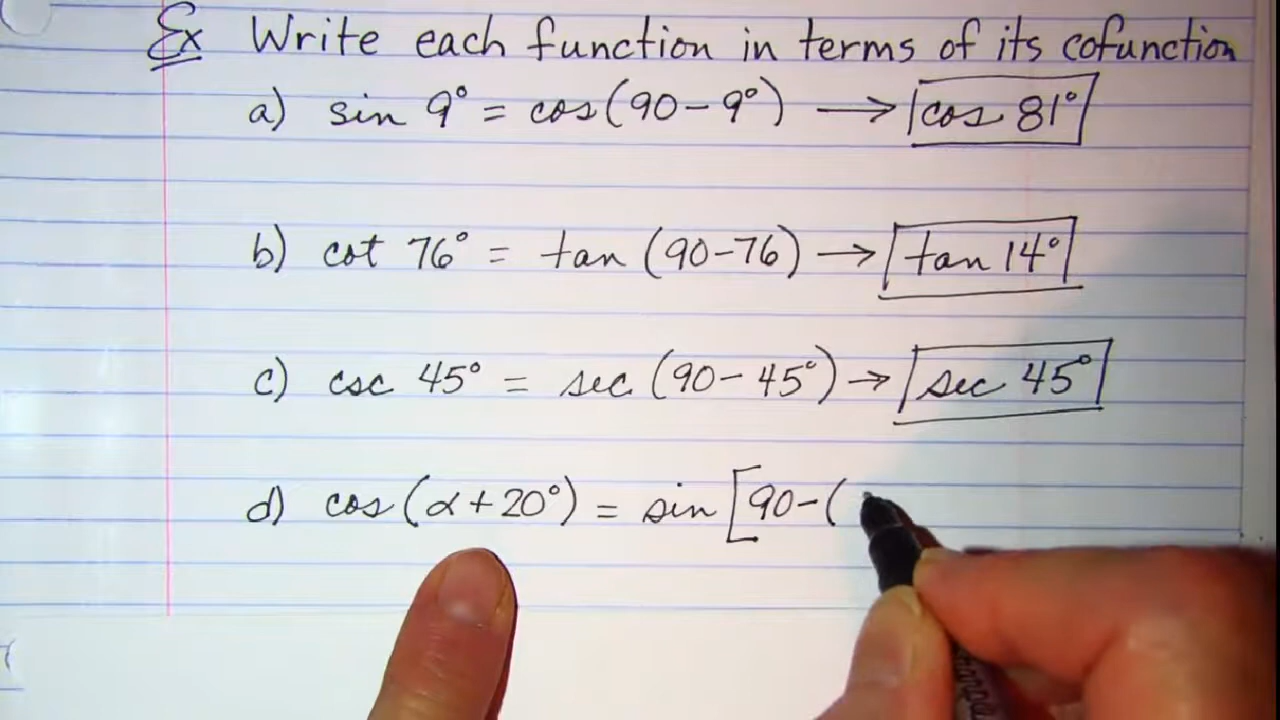 Ex Write each function in terms of its cofunction
a) sin 9° = cos(90-9°) → cos 81°
b) cot 76° = tan (90-76) → tan 14°
c) csc 45° = sec (90-45°) → sec 45°
d) cos (α+20°) = sin [90-(